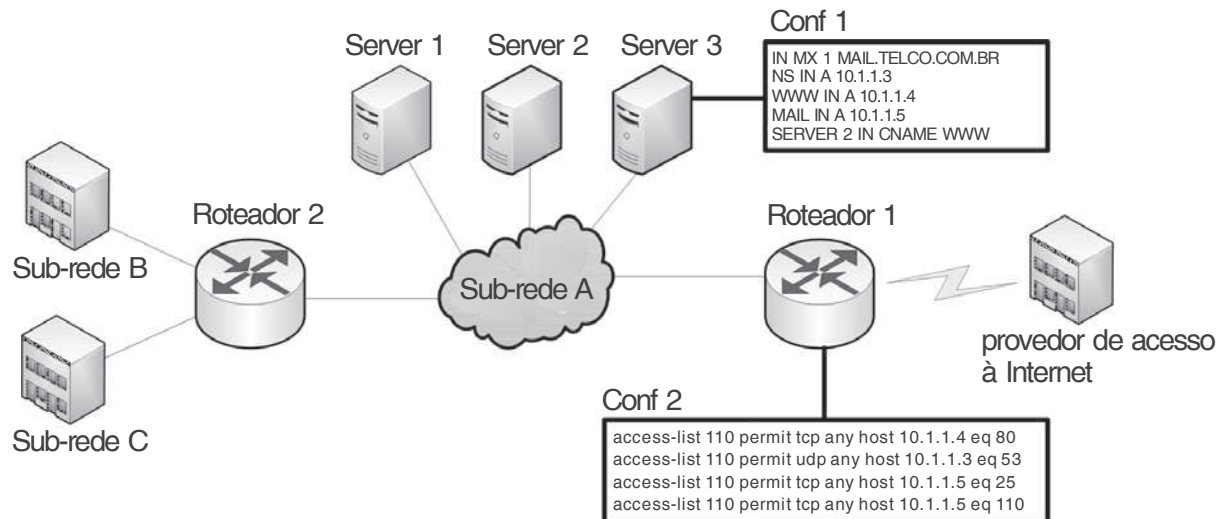 Conf 1
Server 1
Server 2
Server 3
IN MX 1 MAIL.TELCO.COM.BR
NS IN A 10.1.1.3
WWW IN A 10.1.1.4
MAIL IN A 10.1.1.5
SERVER 2 IN CNAME WWW
Roteador 2
Roteador 1
Sub-rede B
Sub-rede A
provedor de acesso
à Internet
Sub-rede C
Conf 2
access-list 110 permit tcp any host 10.1.1.4 eq 80
access-list 110 permit udp any host 10.1.1.3 eq 53
access-list 110 permit tcp any host 10.1.1.5 eq 25
access-list 110 permit tcp any host 10.1.1.5 eq 110